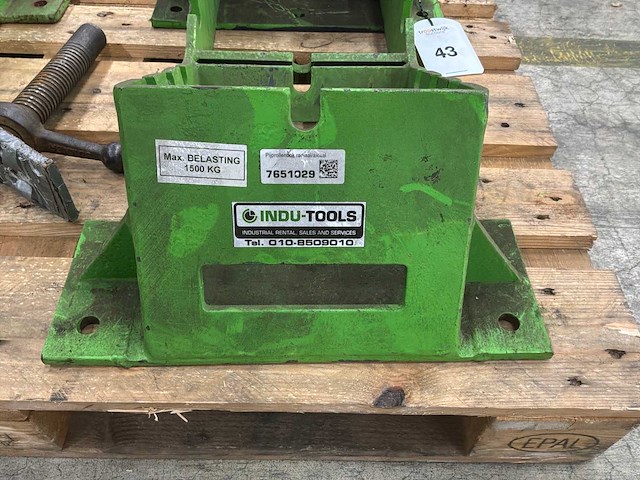 43
Max. BELASTING
1500 KG
7651029
INDU-TOOLS
INDUSTRIAL RENTAL, SALES AND SERVICES
Tel. 010-8509010
EPAL